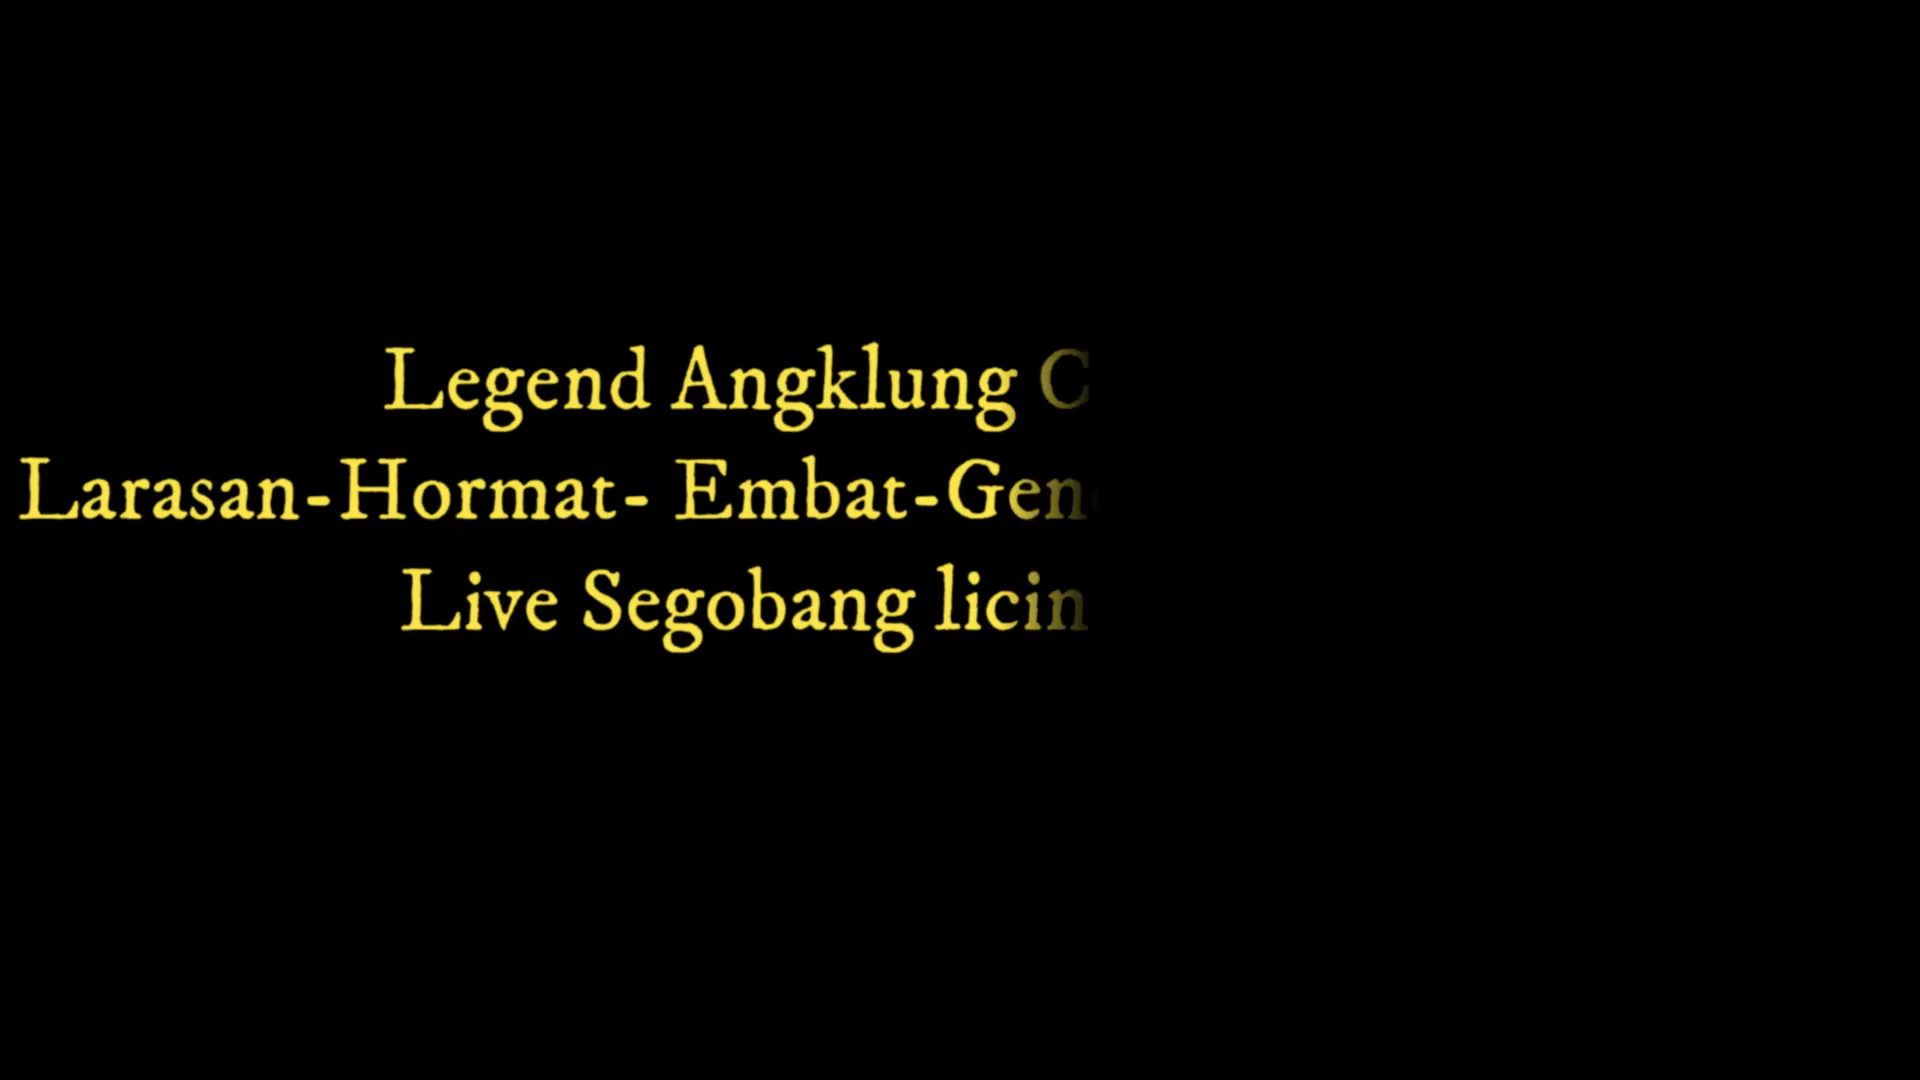 Legend Angklung C
Larasan-Hormat- Embat-Gen
Live Segobang licin